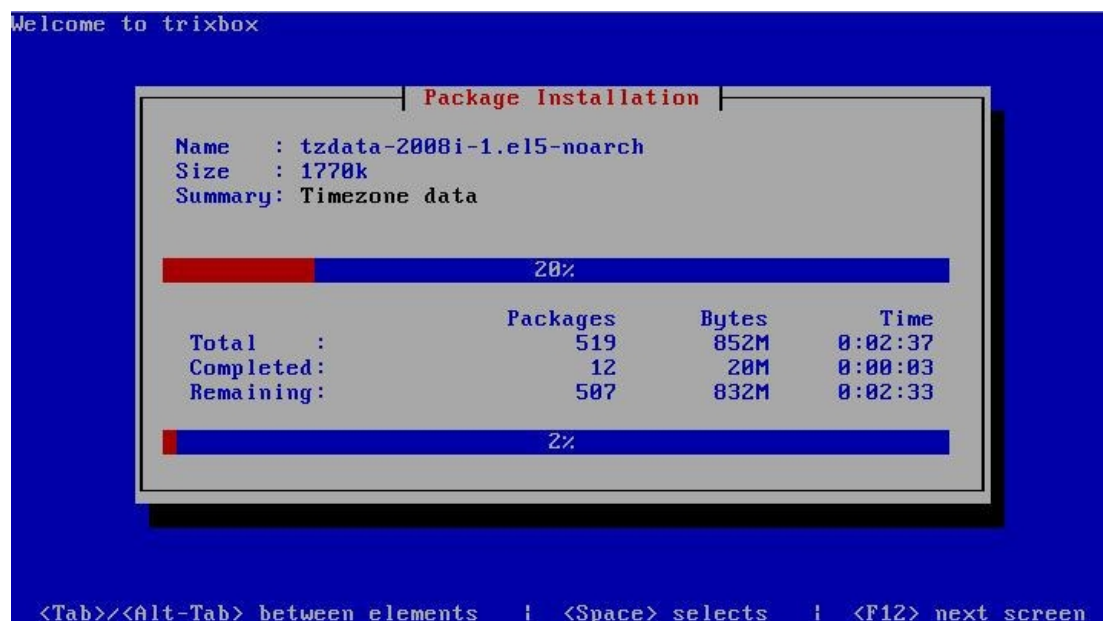 Welcome to trixbox
Package Installation
Name : tzdata-2008i-1.el5-noarch
Size : 1770k
Summary: Timezone data
20%
Packages Bytes Time
Total : 519 852M 0:02:37
Completed: 12 20M 0:00:03
Remaining: 507 832M 0:02:33
2%
<Tab>/<Alt-Tab> between elements | <Space> selects | <F12> next screen